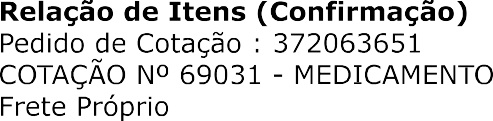 Relação de Itens (Confirmação)
Pedido de Cotação : 372063651
COTAÇÃO Nº 69031 - MEDICAMENTO
Frete Próprio